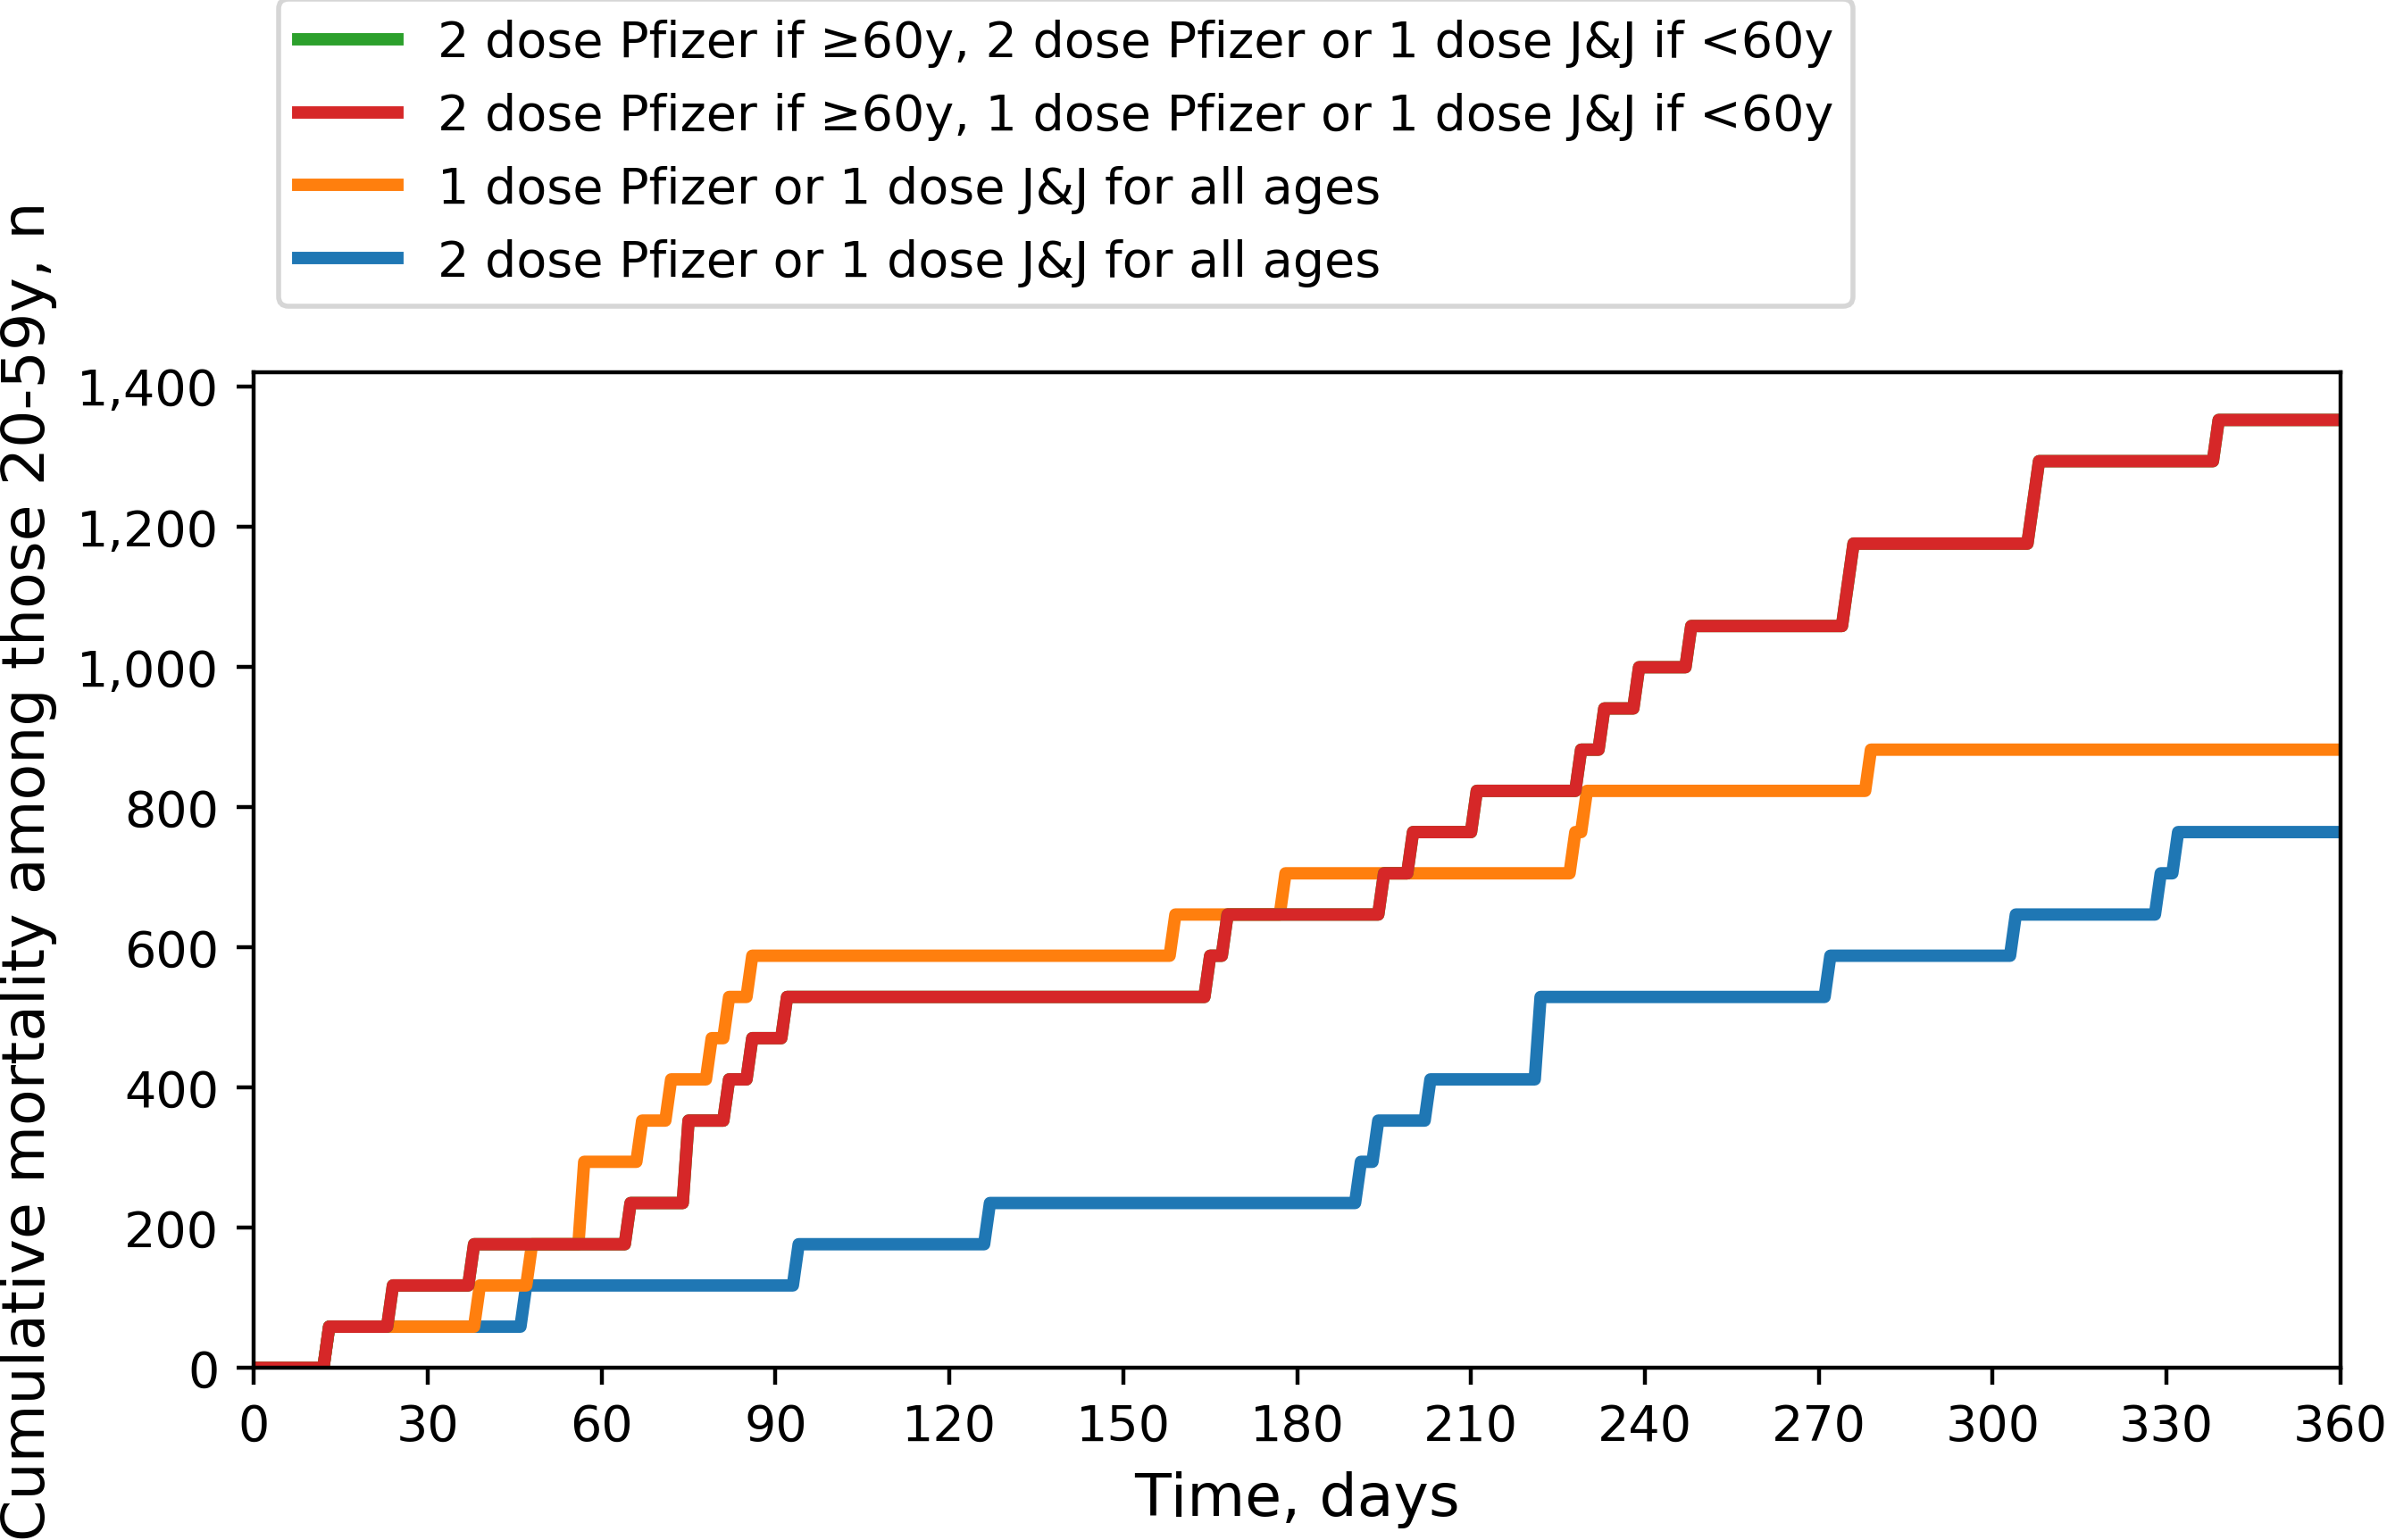 2 dose Pfizer if ≥60y, 2 dose Pfizer or 1 dose J&J if <60y
2 dose Pfizer if ≥60y, 1 dose Pfizer or 1 dose J&J if <60y
1 dose Pfizer or 1 dose J&J for all ages
2 dose Pfizer or 1 dose J&J for all ages
Cumulative mortality among those 20-59y, n
1,400
1,200
1,000
800
600
400
200
0
0 30 60 90 120 150 180 210 240 270 300 330 360
Time, days